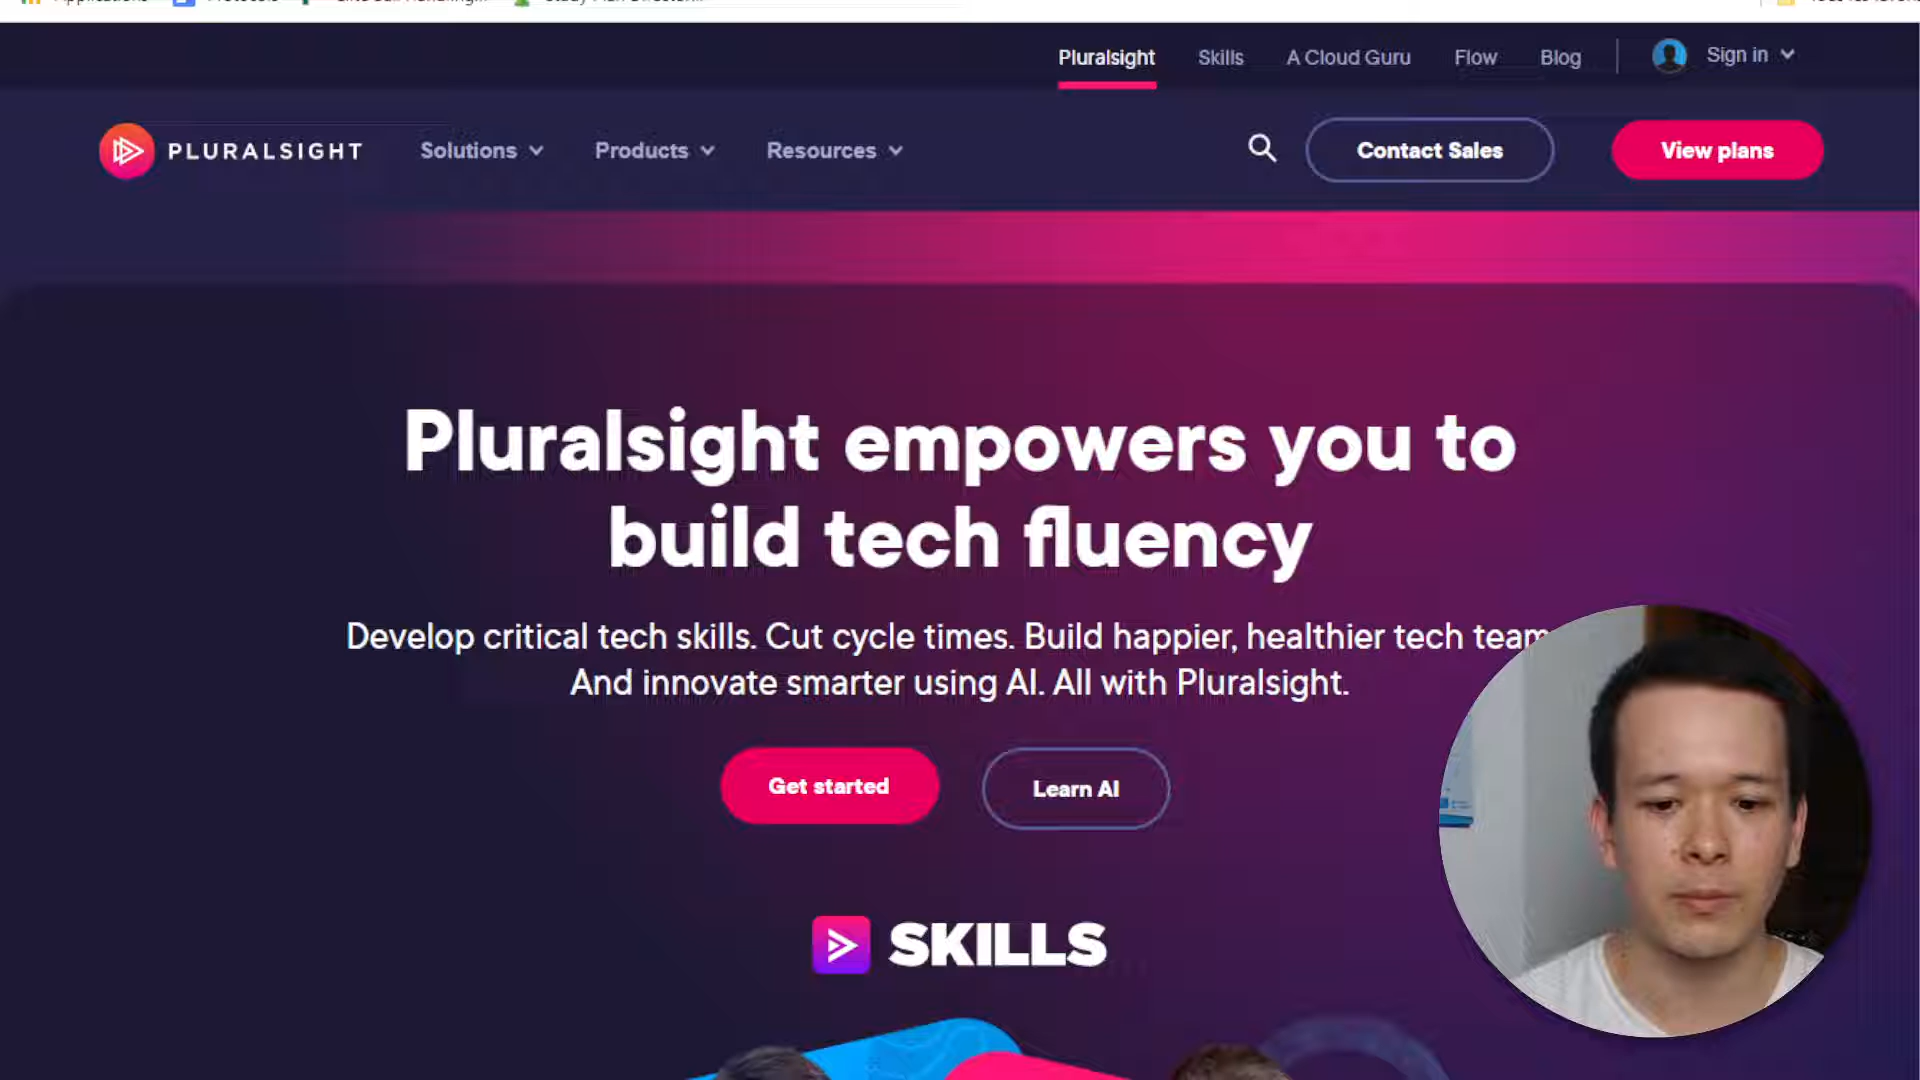 Pluralsight
Skills
A Cloud Guru
Flow
Blog
Sign in
PLURALSIGHT
Solutions
Products
Resources
Contact Sales
View plans
Pluralsight empowers you to
build tech fluency
Develop critical tech skills. Cut cycle times. Build happier, healthier tech team
And innovate smarter using AI. All with Pluralsight.
Get started
Learn AI
SKILLS